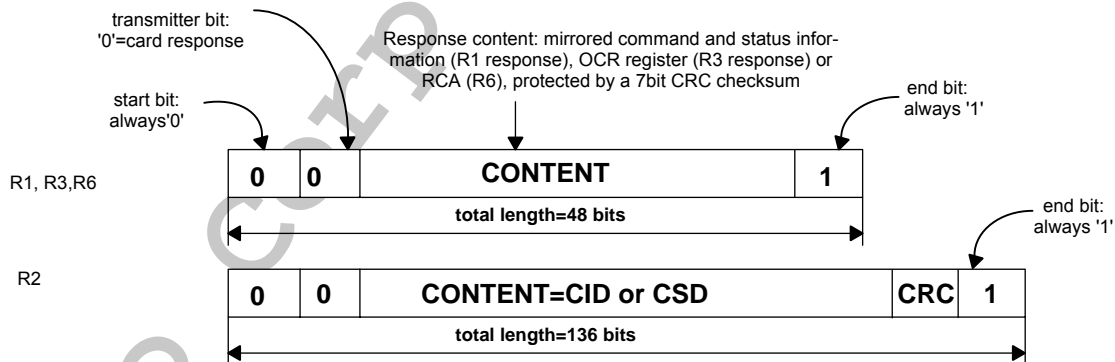 transmitter bit:
'0'=card response
Response content: mirrored command and status infor-
mation (R1 response), OCR register (R3 response) or
RCA (R6), protected by a 7bit CRC checksum
start bit:
always'0'
end bit:
always '1'
R1, R3,R6
0 0 CONTENT 1
total length=48 bits
end bit:
always '1'
R2
0 0 CONTENT=CID or CSD CRC 1
total length=136 bits
Corp